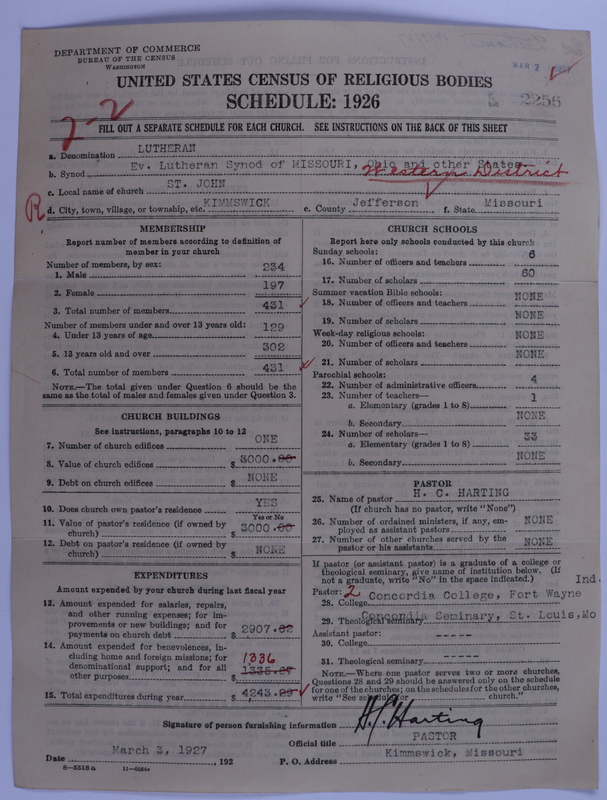 DEPARTMENT OF COMMERCE
BUREAU OF THE CENSUS
WASHINGTON
MAR 2
2256
UNITED STATES CENSUS OF RELIGIOUS BODIES
SCHEDULE: 1926
2-2
FILL OUT A SEPARATE SCHEDULE FOR EACH CHURCH. SEE INSTRUCTIONS ON THE BACK OF THIS SHEET
a. Denomination LUTHERAN
b. Synod Ev. Lutheran Synod of MISSOURI, Ohio and other States
Western District
c. Local name of church ST. JOHN
R d. City, town, village, or township, etc. KIMMSWICK e. County Jefferson f. State Missouri
MEMBERSHIP
Report number of members according to definition of
member in your church
Number of members, by sex:
1. Male 234
2. Female 197
3. Total number of members 431
Number of members under and over 13 years old:
4. Under 13 years of age 129
5. 13 years old and over 302
6. Total number of members 431
NOTE.—The total given under Question 6 should be the
same as the total of males and females given under Question 3.
CHURCH BUILDINGS
See instructions, paragraphs 10 to 12
7. Number of church edifices ONE
8. Value of church edifices $ 3000.00
9. Debt on church edifices $ NONE
10. Does church own pastor's residence? YES
Yes or No
11. Value of pastor's residence (if owned by
church) $ 3000.00
12. Debt on pastor's residence (if owned by
church) $ NONE
EXPENDITURES
Amount expended by your church during last fiscal year
13. Amount expended for salaries, repairs,
and other running expenses; for im-
provements or new buildings; and for
payments on church debt $ 2907.82
14. Amount expended for benevolences, in-
cluding home and foreign missions; for
denominational support; and for all
other purposes $ 1336
15. Total expenditures during year $ 4243.29
CHURCH SCHOOLS
Report here only schools conducted by this church
Sunday schools:
16. Number of officers and teachers 6
17. Number of scholars 60
Summer vacation Bible schools:
18. Number of officers and teachers NONE
19. Number of scholars NONE
Week-day religious schools:
20. Number of officers and teachers NONE
21. Number of scholars NONE
Parochial schools:
22. Number of administrative officers 4
23. Number of teachers—
a. Elementary (grades 1 to 8) 1
b. Secondary NONE
24. Number of scholars—
a. Elementary (grades 1 to 8) 33
b. Secondary NONE
PASTOR
25. Name of pastor H. C. HARTING
(If church has no pastor, write "None")
26. Number of ordained ministers, if any, em-
ployed as assistant pastors NONE
27. Number of other churches served by the
pastor or his assistants NONE
If pastor (or assistant pastor) is a graduate of a college or
theological seminary, give name of institution below. (If
not a graduate, write "No" in the space indicated.) Ind.
Pastor: 2
28. College Concordia College, Fort Wayne
29. Theological seminary Concordia Seminary, St. Louis, Mo
Assistant pastor:
30. College -----
31. Theological seminary -----
NOTE.—Where one pastor serves two or more churches,
Questions 28 and 29 should be answered only on the schedule
for one of the churches; on the schedules for the other churches,
write "See schedule for church."
Signature of person furnishing information H. C. Harting
Official title PASTOR
Date March 3, 1927, 192 P. O. Address Kimmswick, Missouri
8—5518 a